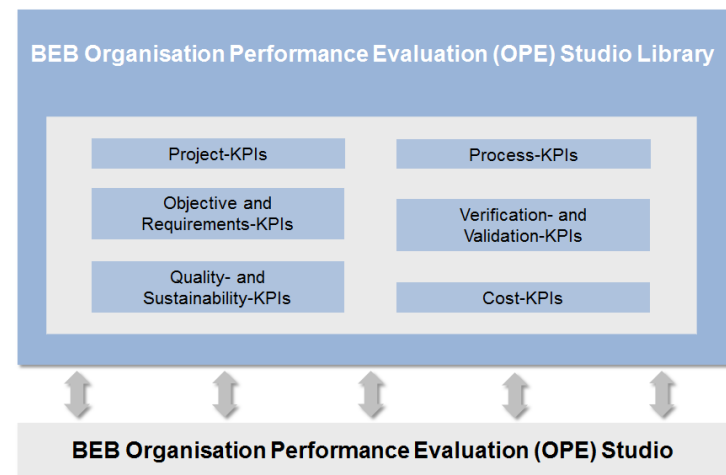 BEB Organisation Performance Evaluation (OPE) Studio Library
Project-KPIs
Process-KPIs
Objective and
Requirements-KPIs
Verification- and
Validation-KPIs
Quality- and
Sustainability-KPIs
Cost-KPIs
BEB Organisation Performance Evaluation (OPE) Studio